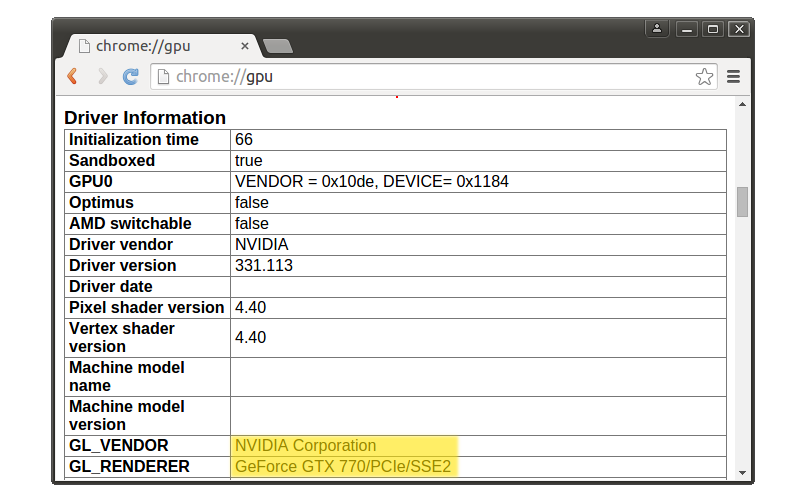 chrome://gpu
chrome://gpu
Driver Information
Initialization time 66
Sandboxed true
GPU0 VENDOR = 0x10de, DEVICE= 0x1184
Optimus false
AMD switchable false
Driver vendor NVIDIA
Driver version 331.113
Driver date
Pixel shader version 4.40
Vertex shader
version 4.40
Machine model
name
Machine model
version
GL_VENDOR NVIDIA Corporation
GL_RENDERER GeForce GTX 770/PCIe/SSE2